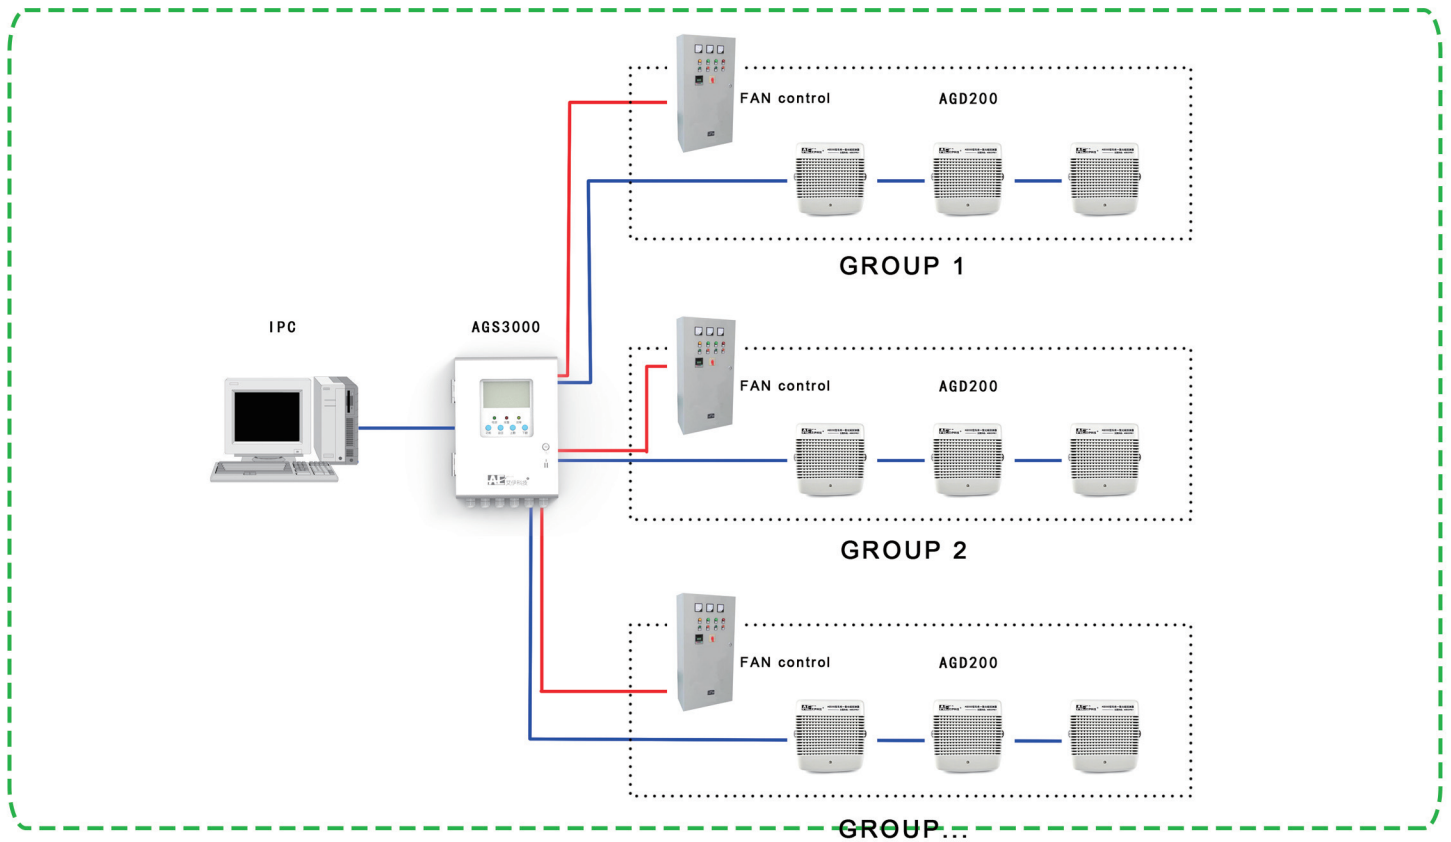 FAN control
AGD200
GROUP 1
IPC
AGS3000
FAN control
AGD200
GROUP 2
FAN control
AGD200
GROUP...